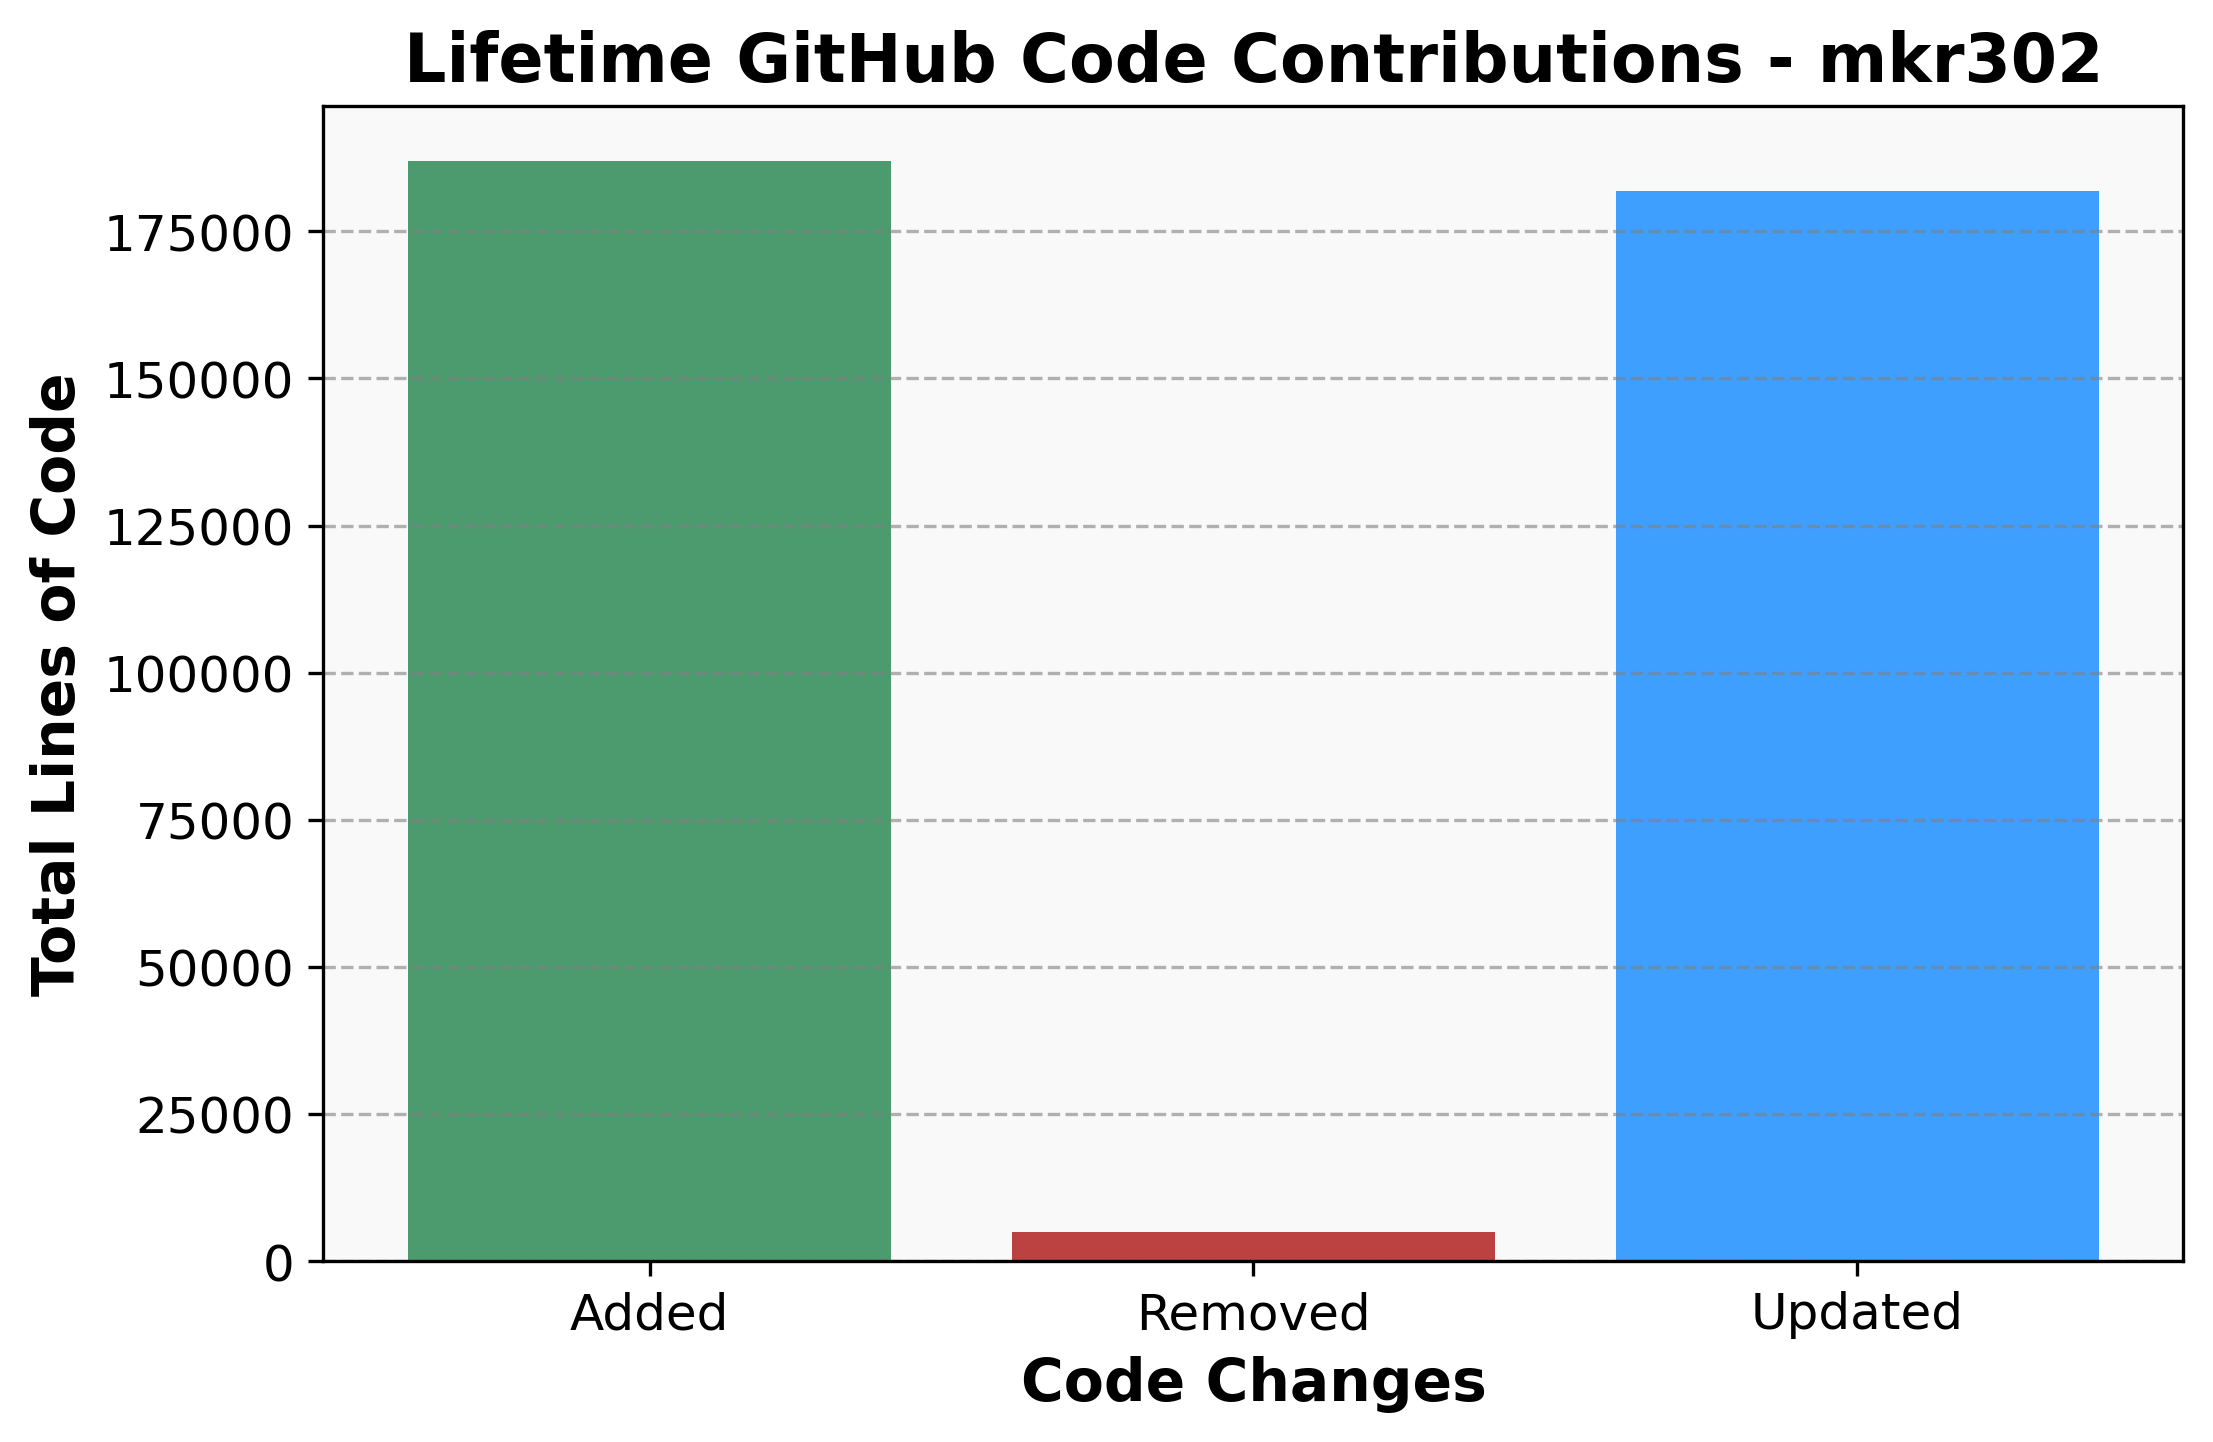 Lifetime GitHub Code Contributions - mkr302
Total Lines of Code
175000
150000
125000
100000
75000
50000
25000
0
Added Removed Updated
Code Changes